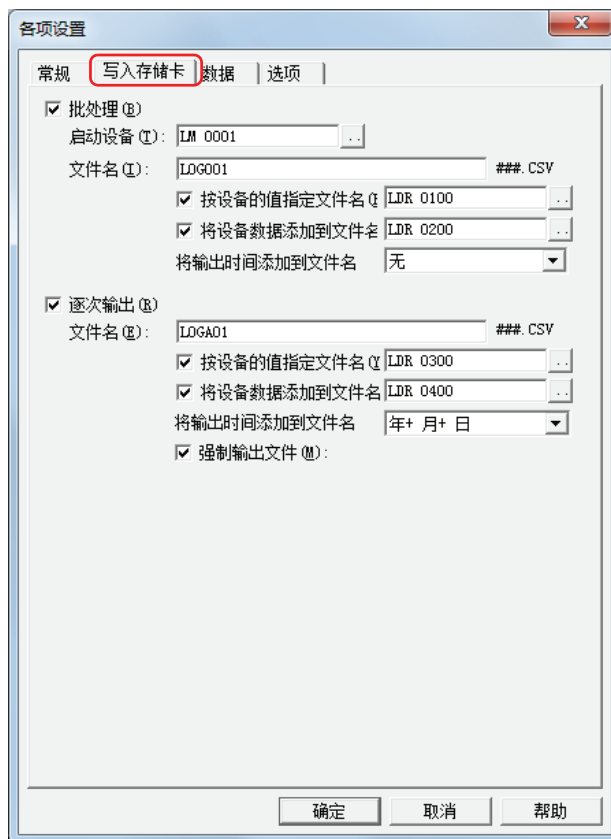 各项设置
常规 写入存储卡 数据 选项
批处理(B)
启动设备(T): LM 0001 ..
文件名(I): LOG001 ###.CSV
按设备的值指定文件名( LDR 0100 ..
将设备数据添加到文件名 LDR 0200 ..
将输出时间添加到文件名 无
逐次输出(R)
文件名(E): LOGA01 ###.CSV
按设备的值指定文件名(Y LDR 0300 ..
将设备数据添加到文件名 LDR 0400 ..
将输出时间添加到文件名 年+ 月+ 日
强制输出文件(M):
确定 取消 帮助